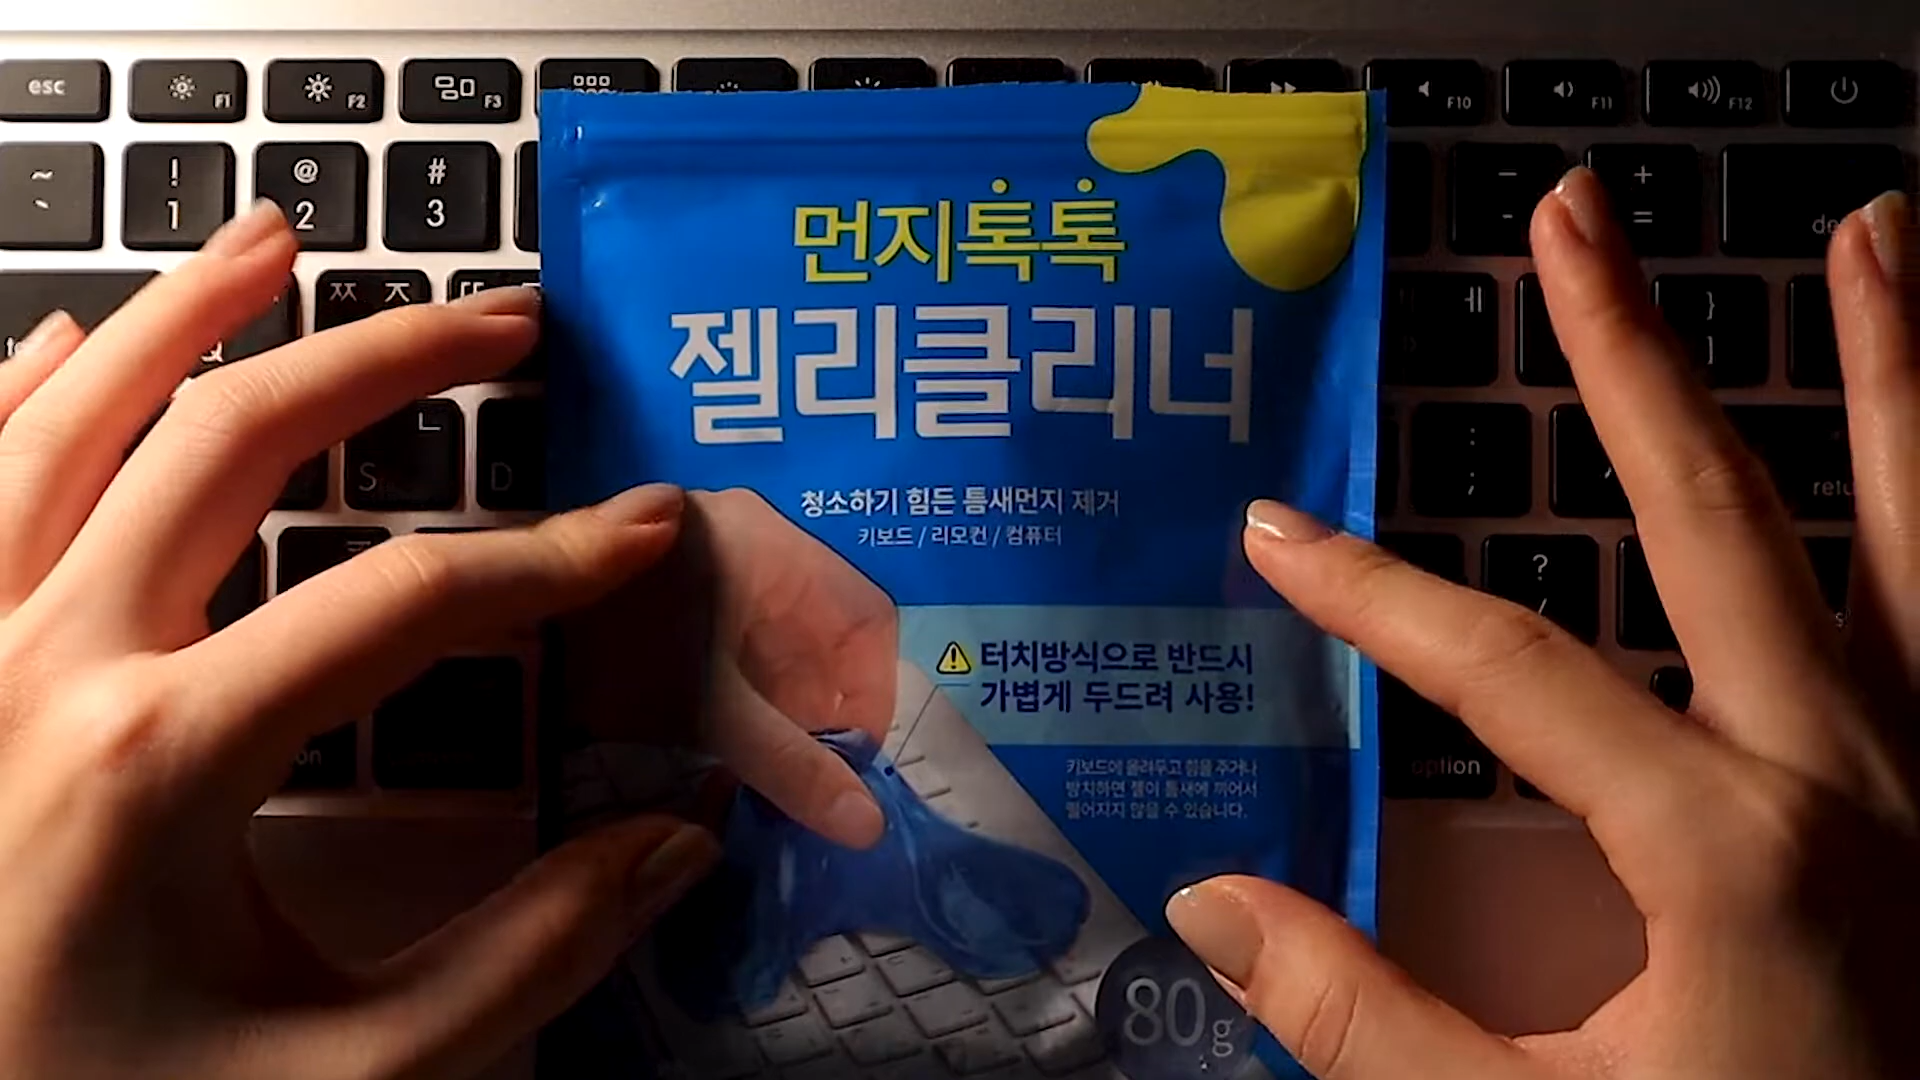 esc F1 F2 F3 F10 F11 F12
~ ! @ # - +
` 1 2 3 - =
ㅉ ㅈ ㄸ ㅖ }
Q ]
젤리클리너
먼지톡톡
ㄴ :
S D ;
청소하기 힘든 틈새먼지 제거
키보드 / 리모컨 / 컴퓨터
?
/
터치방식으로 반드시
가볍게 두드려 사용!
키보드에 올려두고 힘을 주거나
방치하면 젤이 틈새에 끼어서
떨어지지 않을 수 있습니다.
option
80g